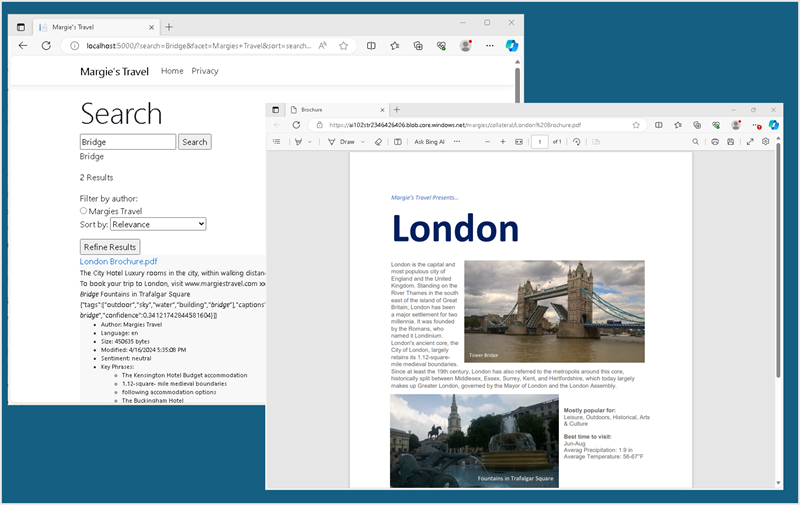 Margie's Travel
localhost:5000/?search=Bridge&facet=Margies+Travel&sort=search...
Margie's Travel Home Privacy
Search
Bridge Search
Bridge
2 Results
Filter by author:
Margies Travel
Sort by: Relevance
Refine Results
London Brochure.pdf
The City Hotel Luxury rooms in the city, within walking distan
To book your trip to London, visit www.margiestravel.com
Bridge Fountains in Trafalgar Square
{"tags":["outdoor","sky","water","building","bridge"],"captions"
bridge","confidence":0.34121742844581604}]}
Author: Margies Travel
Language: en
Size: 450635 bytes
Modified: 4/16/2024 5:35:08 PM
Sentiment: neutral
Key Phrases:
The Kensington Hotel Budget accommodation
1.12-square- mile medieval boundaries
following accommodation options
The Buckingham Hotel
Brochure
https://ai102str2346426406.blob.core.windows.net/margies/collateral/London%20Brochure.pdf
Draw Ask Bing AI 1 of 1
Margie's Travel Presents...
London
London is the capital and
most populous city of
England and the United
Kingdom. Standing on the
River Thames in the south
east of the island of Great
Britain, London has been
a major settlement for two
millennia. It was founded
by the Romans, who
named it Londinium.
London's ancient core, the
City of London, largely
retains its 1.12-square-
mile medieval boundaries.
Tower Bridge
Since at least the 19th century, London has also referred to the metropolis around this core,
historically split between Middlesex, Essex, Surrey, Kent, and Hertfordshire, which today largely
makes up Greater London, governed by the Mayor of London and the London Assembly.
Fountains in Trafalgar Square
Mostly popular for:
Leisure, Outdoors, Historical, Arts
& Culture
Best time to visit:
Jun-Aug
Averag Precipitation: 1.9 in
Average Temperature: 56-67°F